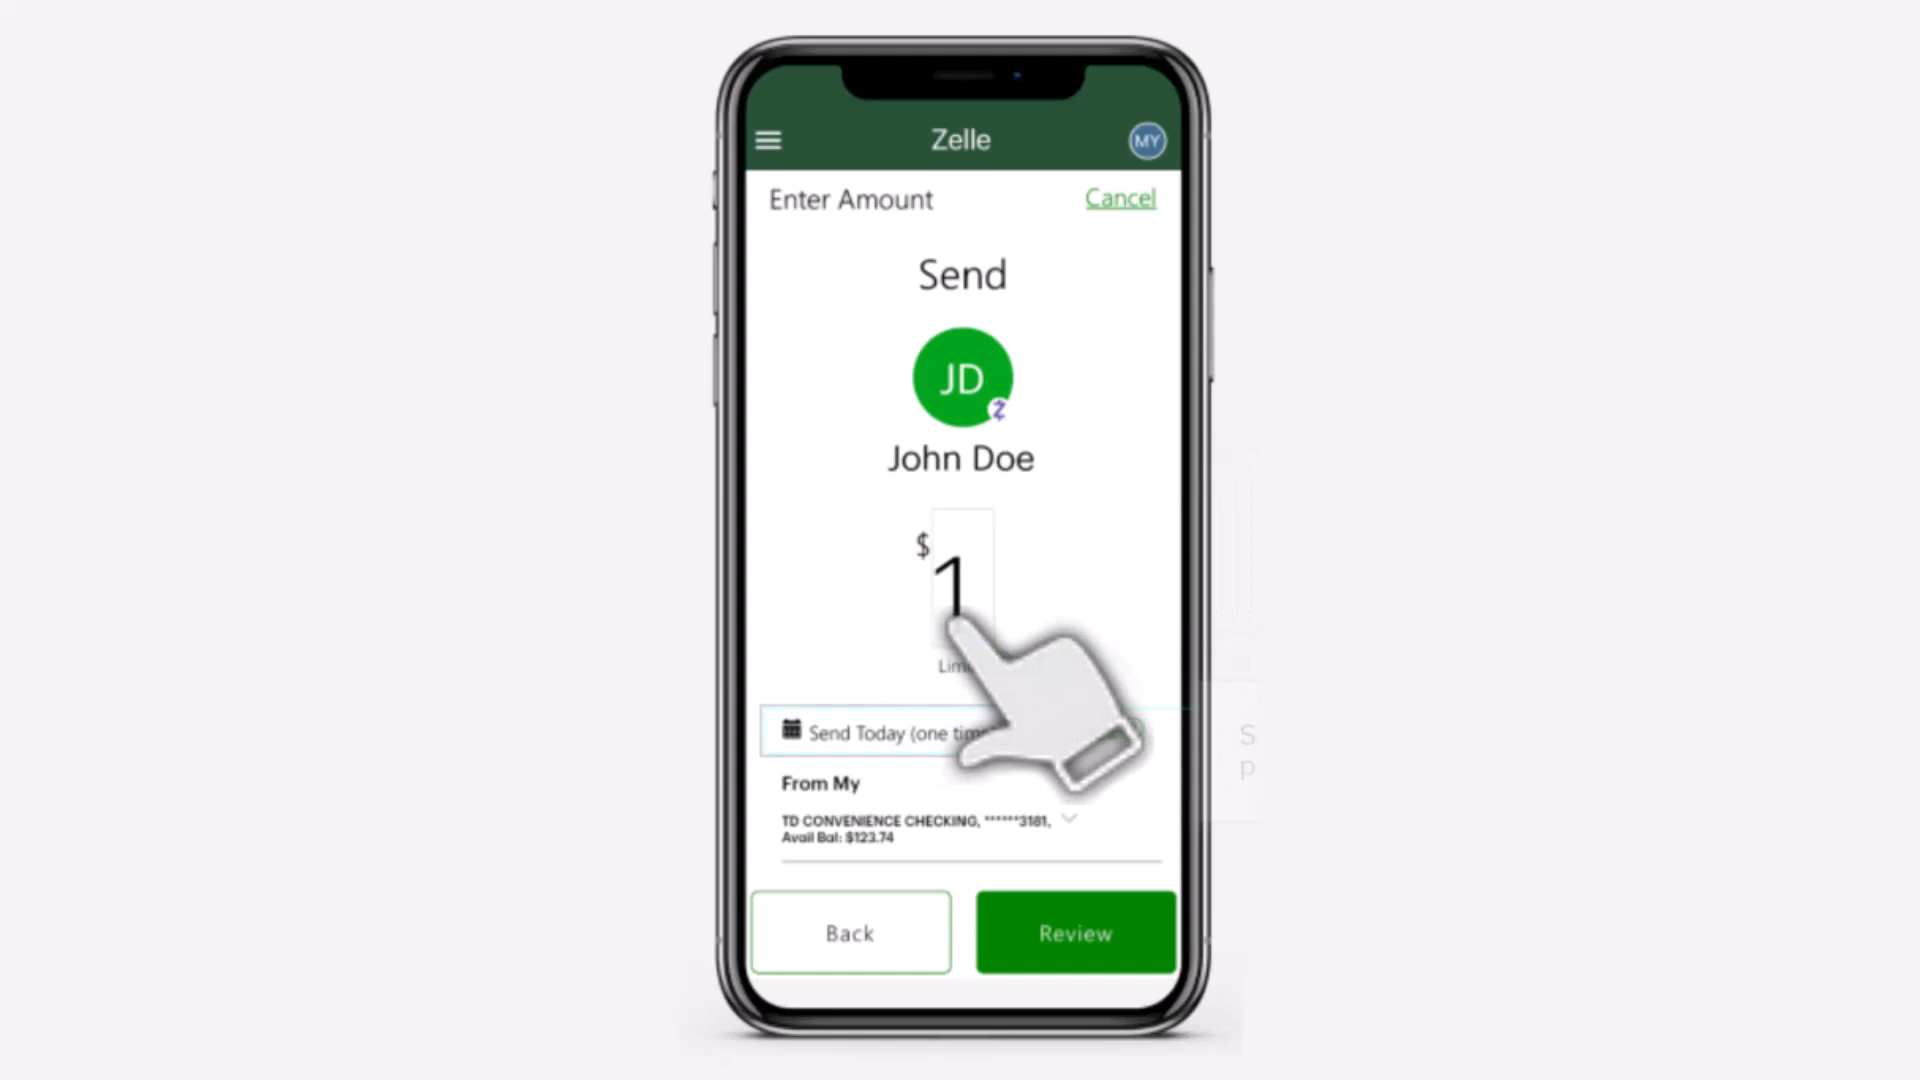 Zelle
MY
Enter Amount
Cancel
Send
JD
John Doe
$
1
Send Today (one
From My
TD CONVENIENCE CHECKING, ******3181,
Avail Bal: $123.74
Back
Review
S
P